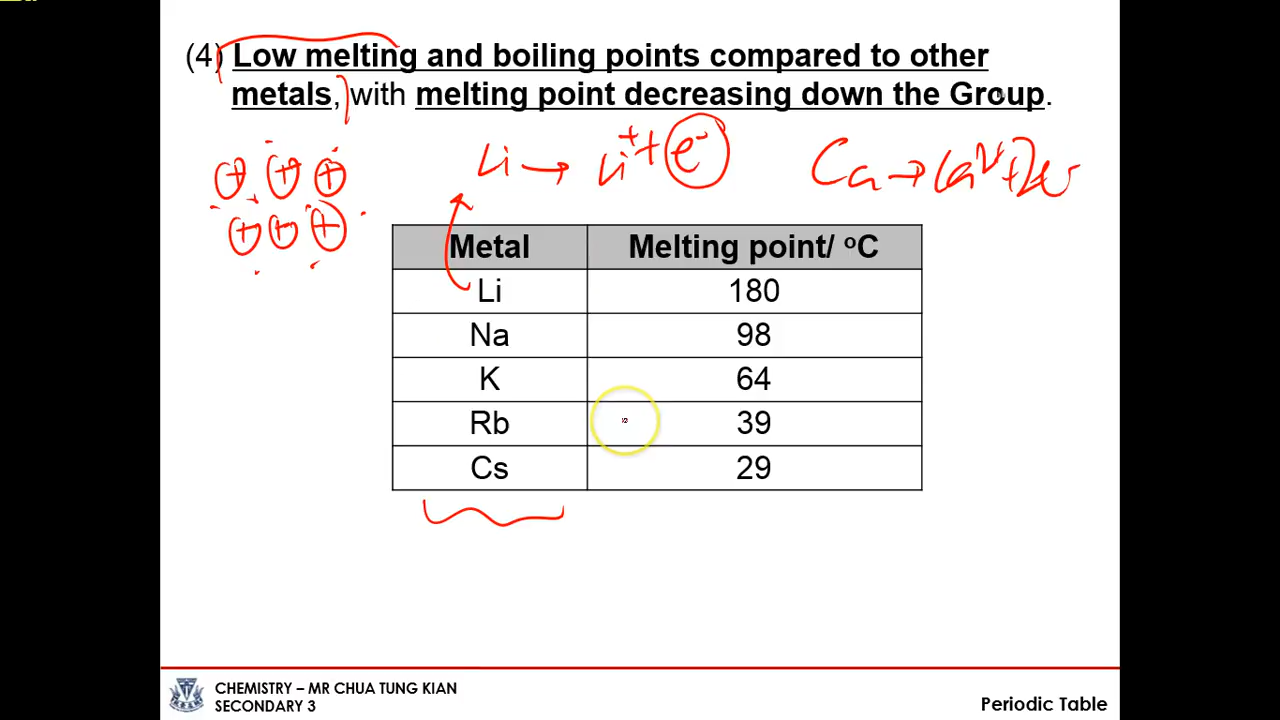 (4) Low melting and boiling points compared to other
metals, with melting point decreasing down the Group.
+ + +
+ + +
Li → Li⁺ + e⁻
Ca → Ca²⁺ + 2e⁻
Metal Melting point/ °C
Li 180
Na 98
K 64
Rb 39
Cs 29
CHEMISTRY – MR CHUA TUNG KIAN
SECONDARY 3
Periodic Table